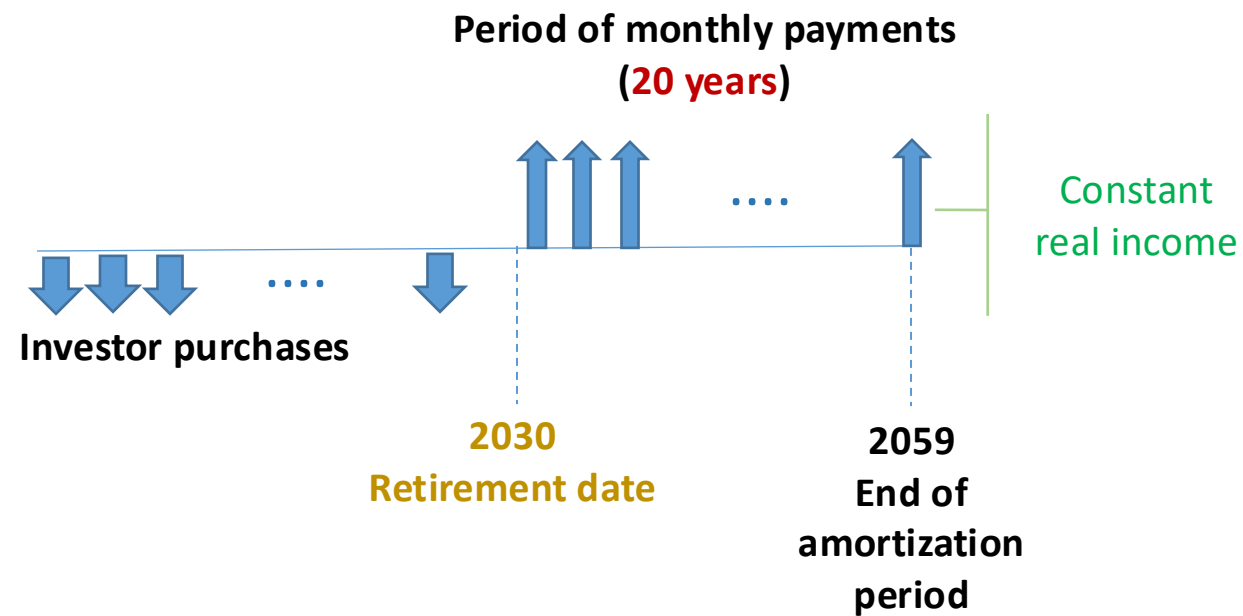 Period of monthly payments
(20 years)
....
....
Constant
real income
Investor purchases
2030
Retirement date
2059
End of
amortization
period